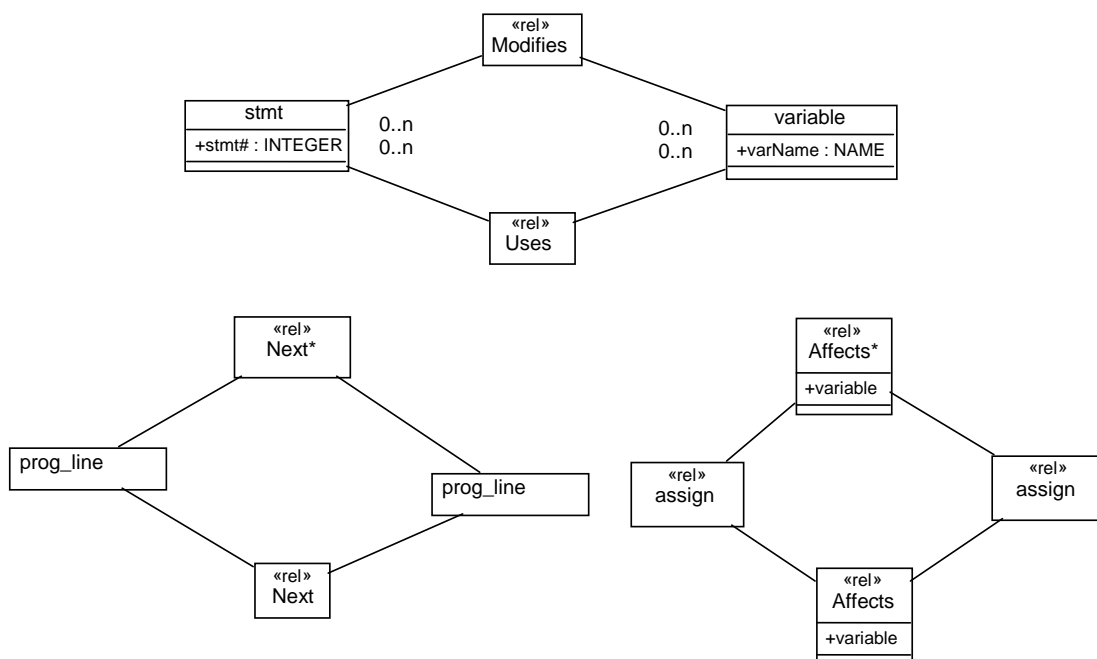 «rel»
Modifies
stmt
+stmt# : INTEGER
0..n
0..n
0..n
0..n
variable
+varName : NAME
«rel»
Uses
«rel»
Next*
prog_line
prog_line
«rel»
Next
«rel»
Affects*
+variable
«rel»
assign
«rel»
assign
«rel»
Affects
+variable